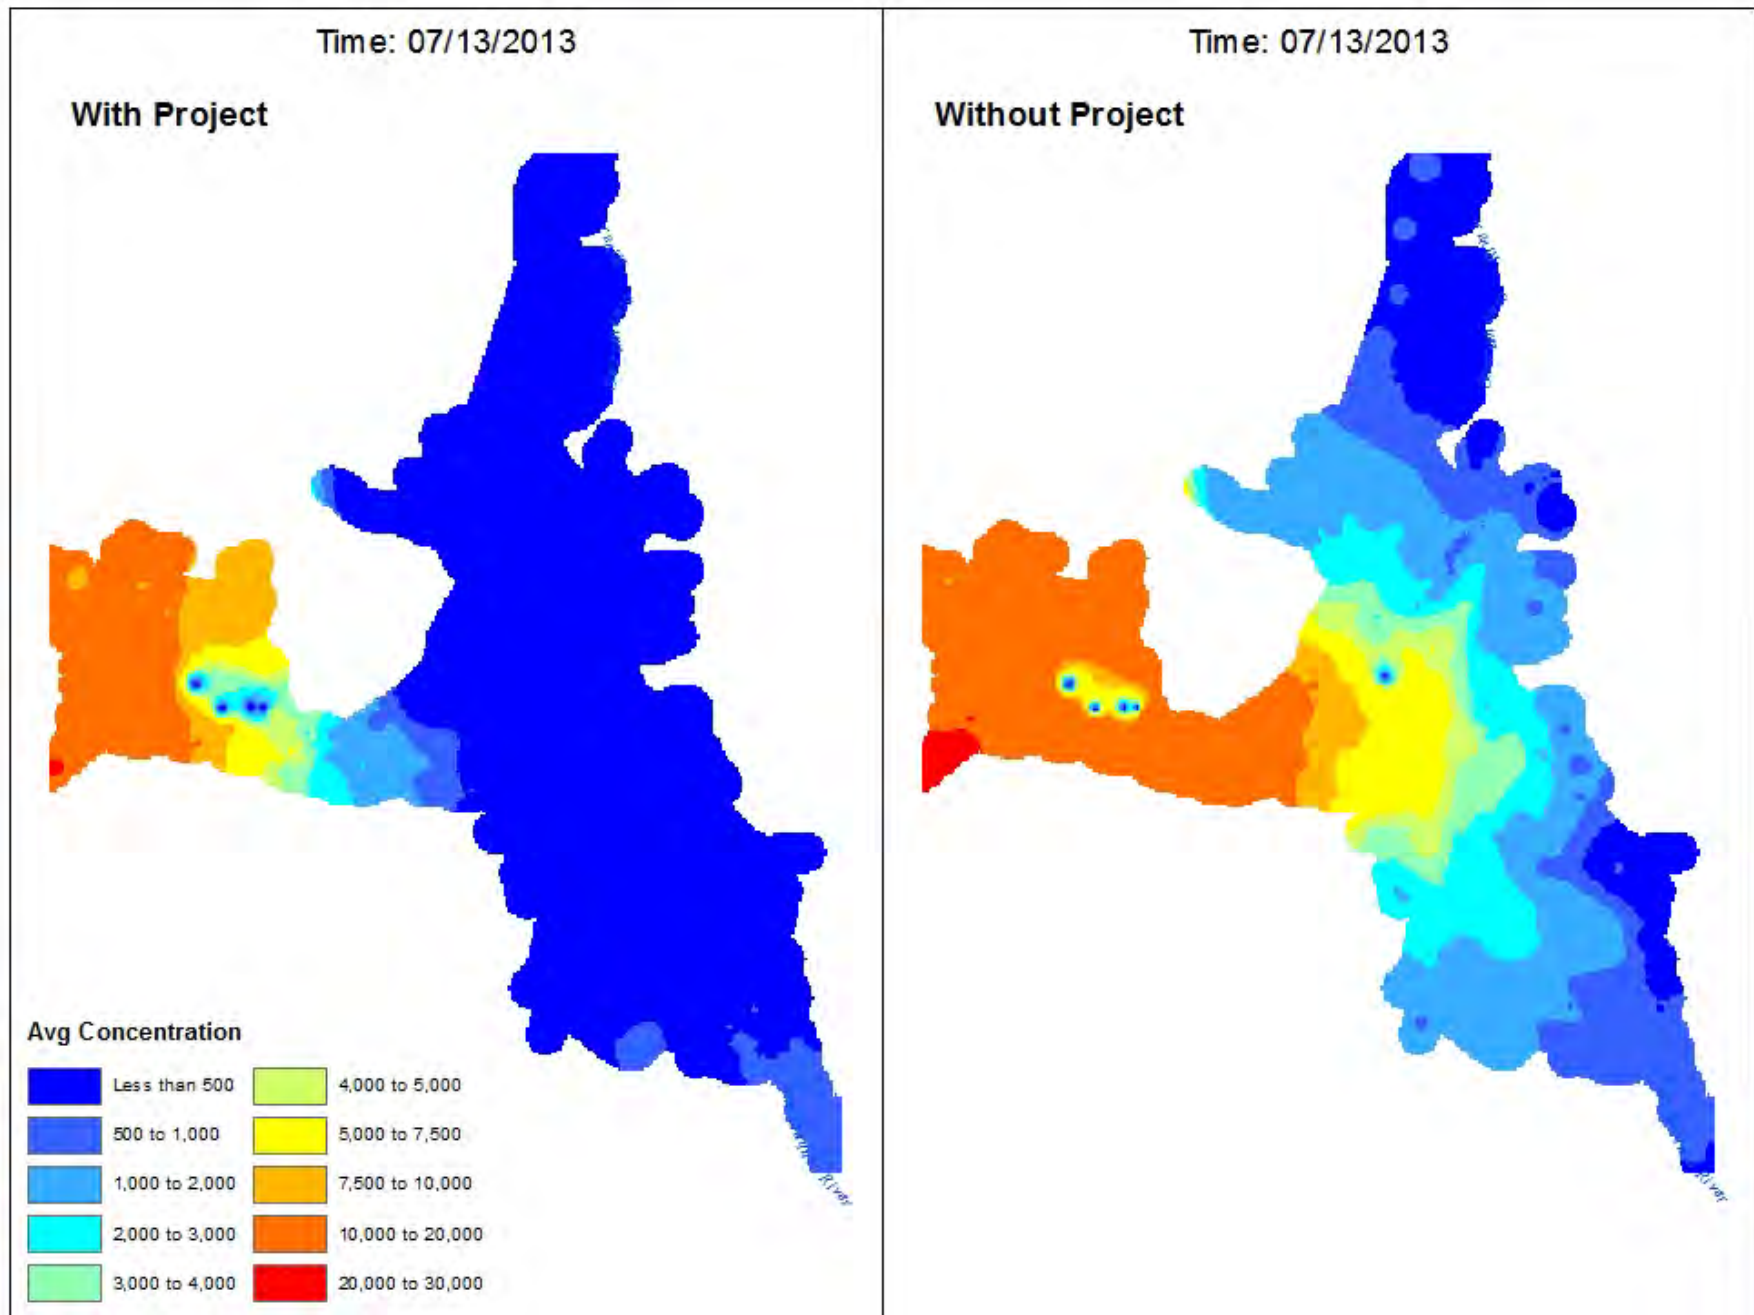 Time: 07/13/2013
With Project
Time: 07/13/2013
Without Project
Avg Concentration
Less than 500
500 to 1,000
1,000 to 2,000
2,000 to 3,000
3,000 to 4,000
4,000 to 5,000
5,000 to 7,500
7,500 to 10,000
10,000 to 20,000
20,000 to 30,000
River
River